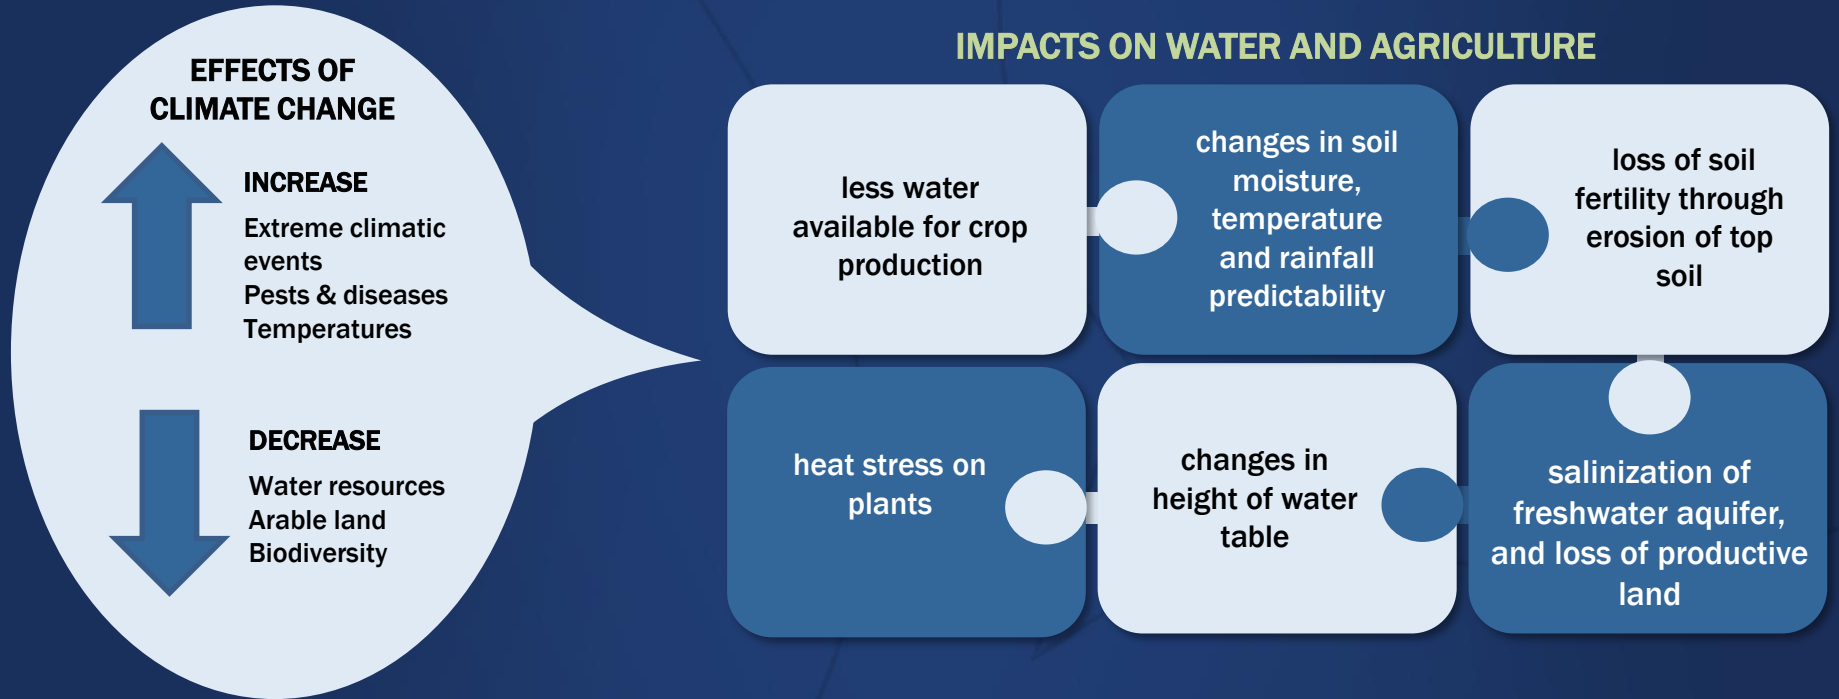 EFFECTS OF
CLIMATE CHANGE
INCREASE
Extreme climatic
events
Pests & diseases
Temperatures
DECREASE
Water resources
Arable land
Biodiversity
IMPACTS ON WATER AND AGRICULTURE
less water
available for crop
production
changes in soil
moisture,
temperature
and rainfall
predictability
loss of soil
fertility through
erosion of top
soil
heat stress on
plants
changes in
height of water
table
salinization of
freshwater aquifer,
and loss of productive
land